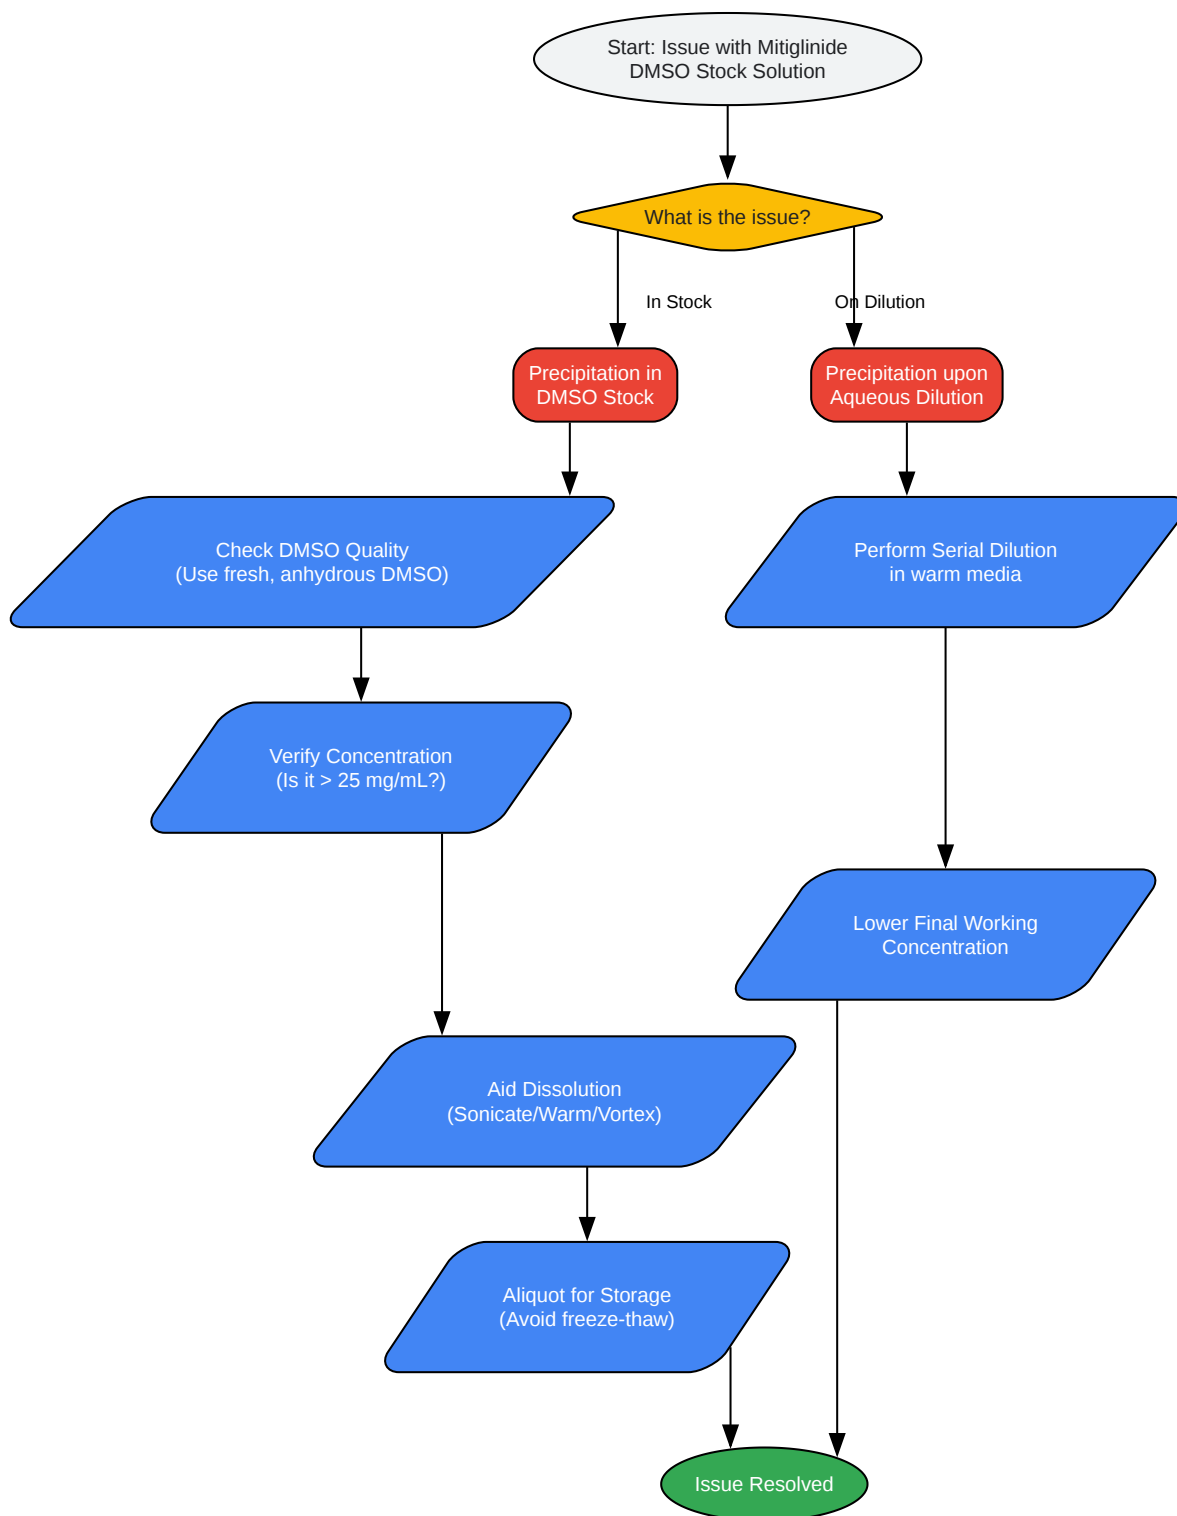 Start: Issue with Mitiglinide
DMSO Stock Solution
What is the issue?
In Stock
On Dilution
Precipitation in
DMSO Stock
Precipitation upon
Aqueous Dilution
Check DMSO Quality
(Use fresh, anhydrous DMSO)
Perform Serial Dilution
in warm media
Verify Concentration
(Is it > 25 mg/mL?)
Lower Final Working
Concentration
Aid Dissolution
(Sonicate/Warm/Vortex)
Aliquot for Storage
(Avoid freeze-thaw)
Issue Resolved